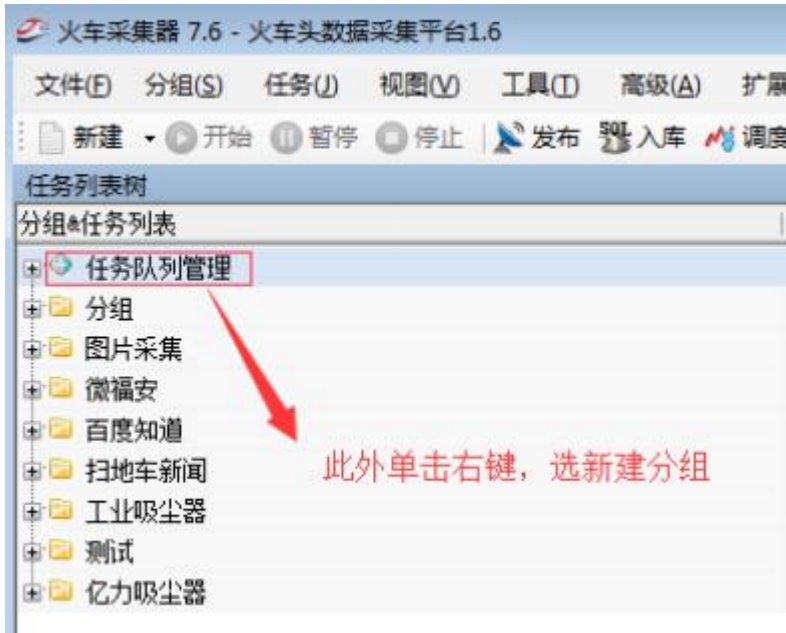 火车采集器 7.6 - 火车头数据采集平台1.6
文件(F) 分组(S) 任务(J) 视图(V) 工具(T) 高级(A) 扩展
新建 开始 暂停 停止 发布 SQL 入库 调度
任务列表树
分组&任务列表
任务队列管理
分组
图片采集
微福安
百度知道
扫地车新闻
此外单击右键，选新建分组
工业吸尘器
测试
亿力吸尘器